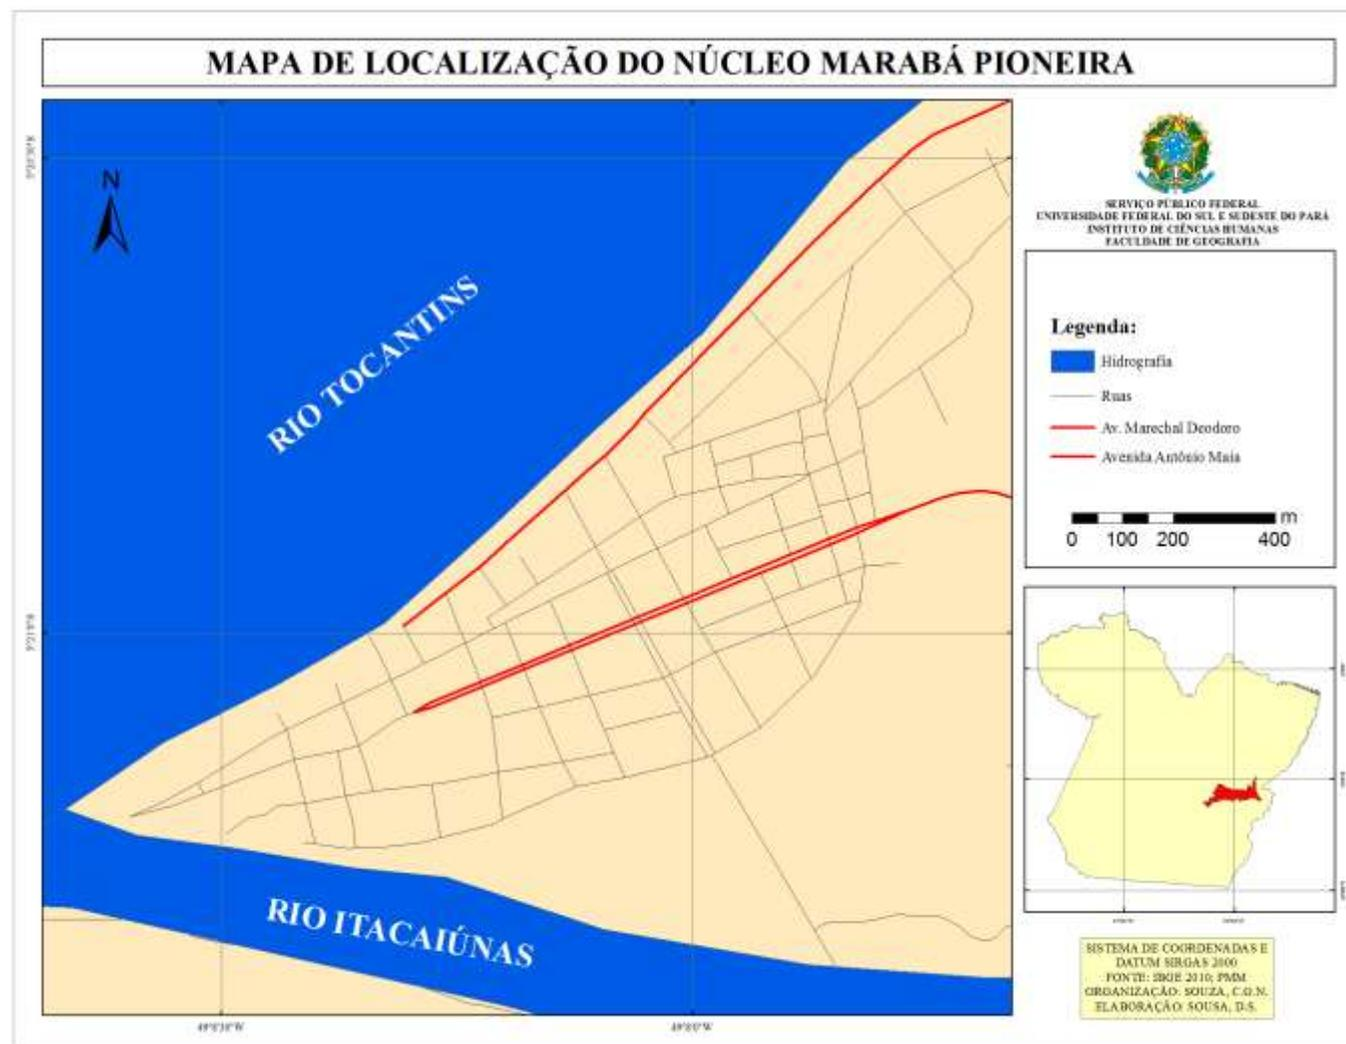 MAPA DE LOCALIZAÇÃO DO NÚCLEO MARABÁ PIONEIRA
N
RIO TOCANTINS
RIO ITACAIÚNAS
SERVIÇO PÚBLICO FEDERAL
UNIVERSIDADE FEDERAL DO SUL E SUDESTE DO PARÁ
INSTITUTO DE CIÊNCIAS HUMANAS
FACULDADE DE GEOGRAFIA
Legenda:
Hidrografia
Ruas
Av. Marechal Deodoro
Avenida Antônio Maia
m
0 100 200 400
SISTEMA DE COORDENADAS E
DATUM SIRGAS 2000
FONTE: IBGE 2010; PMM
ORGANIZAÇÃO: SOUZA, C.O.N.
ELABORAÇÃO: SOUSA, D.S.